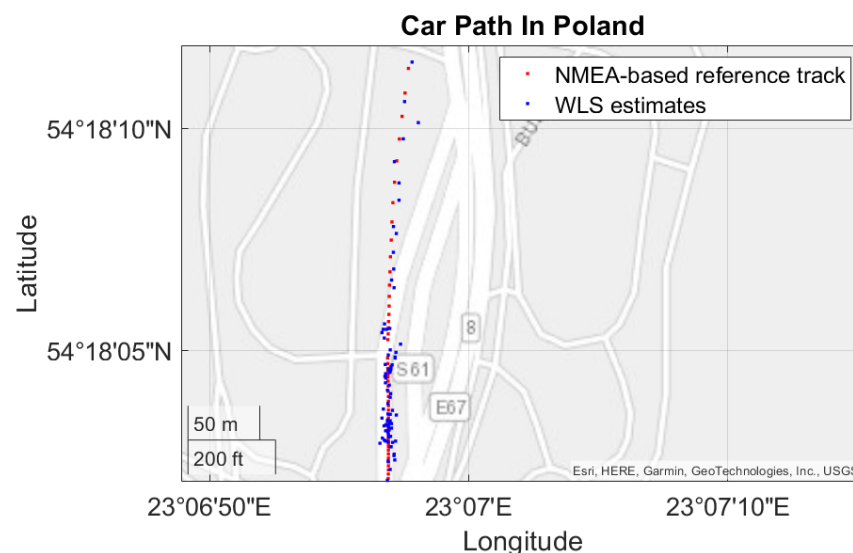 Car Path In Poland
NMEA-based reference track
WLS estimates
54°18'10"N
54°18'05"N
Latitude
8
S61
E67
50 m
200 ft
Esri, HERE, Garmin, GeoTechnologies, Inc., USGS
23°06'50"E
23°07'E
23°07'10"E
Longitude